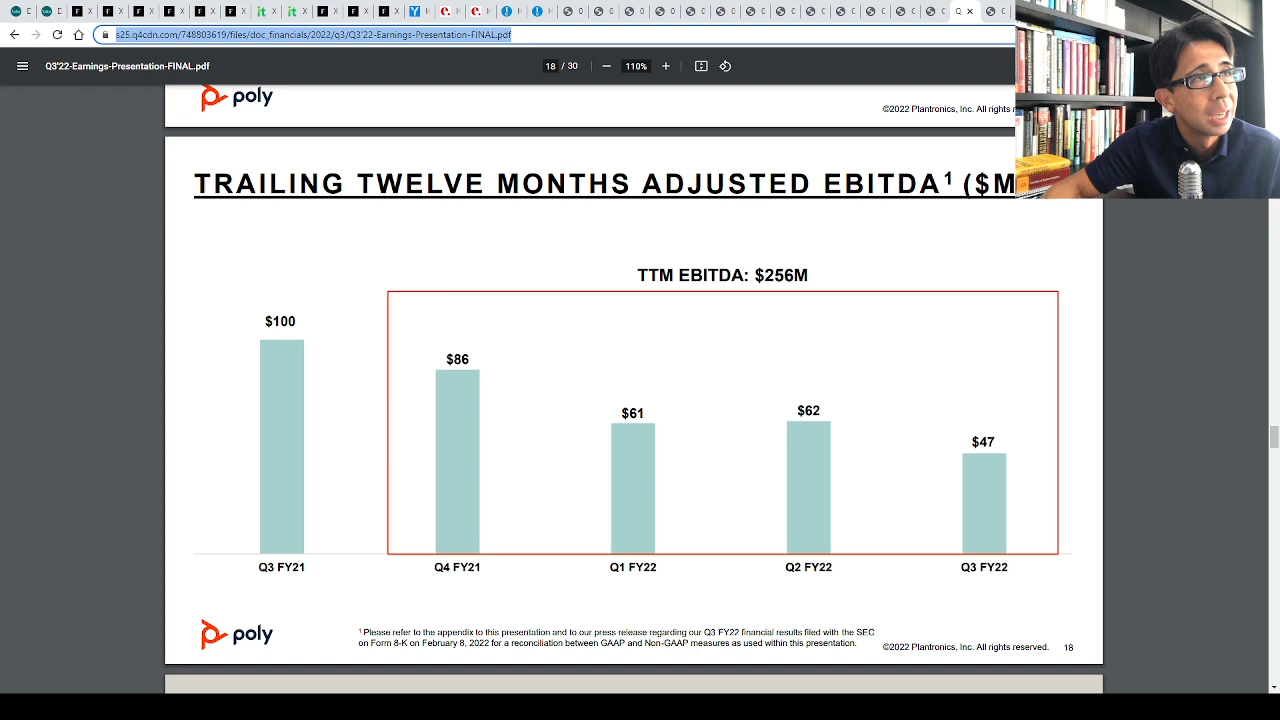 s25.q4cdn.com/748803619/files/doc_financials/2022/q3/Q3'22-Earnings-Presentation-FINAL.pdf
Q3'22-Earnings-Presentation-FINAL.pdf
18 / 30
110%
poly
©2022 Plantronics, Inc. All rights
TRAILING TWELVE MONTHS ADJUSTED EBITDA¹ ($M
TTM EBITDA: $256M
$100
$86
$61
$62
$47
Q3 FY21
Q4 FY21
Q1 FY22
Q2 FY22
Q3 FY22
poly
¹ Please refer to the appendix to this presentation and to our press release regarding our Q3 FY22 financial results filed with the SEC
on Form 8-K on February 8, 2022 for a reconciliation between GAAP and Non-GAAP measures as used within this presentation.
©2022 Plantronics, Inc. All rights reserved.
18